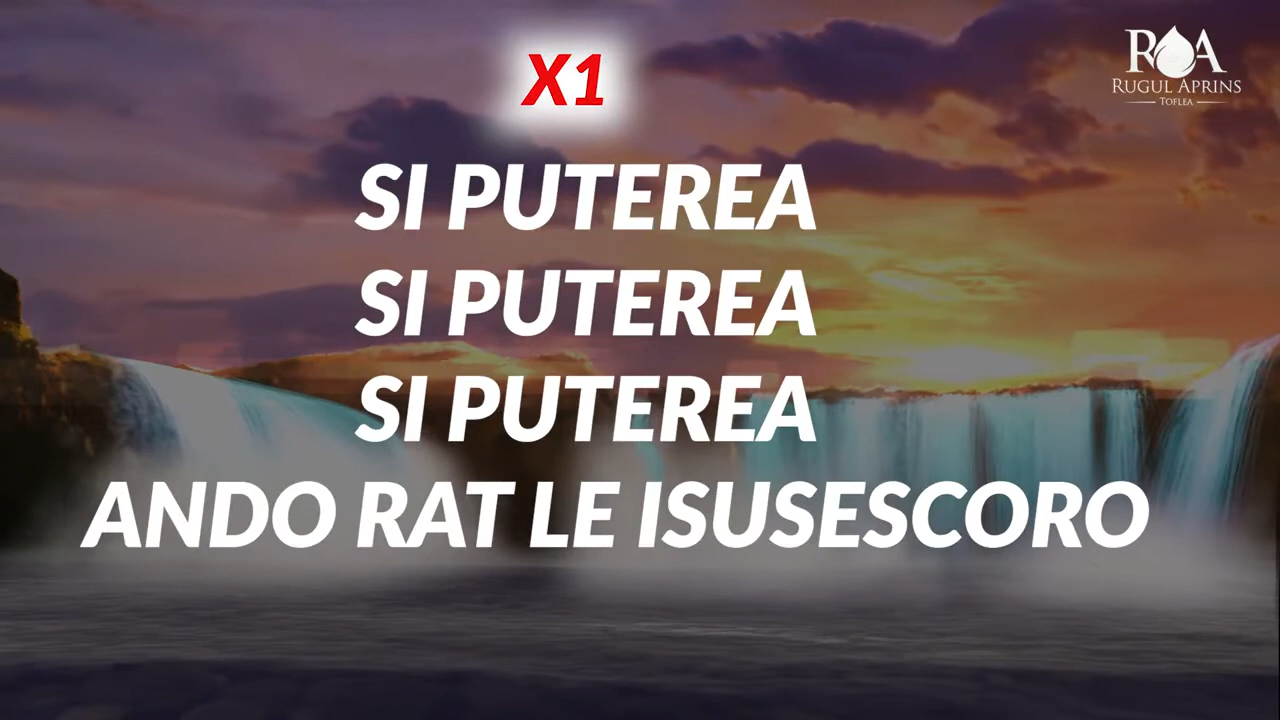 X1
RA
RUGUL APRINS
TOFLEA
SI PUTEREA
SI PUTEREA
SI PUTEREA
ANDO RAT LE ISUSESCORO